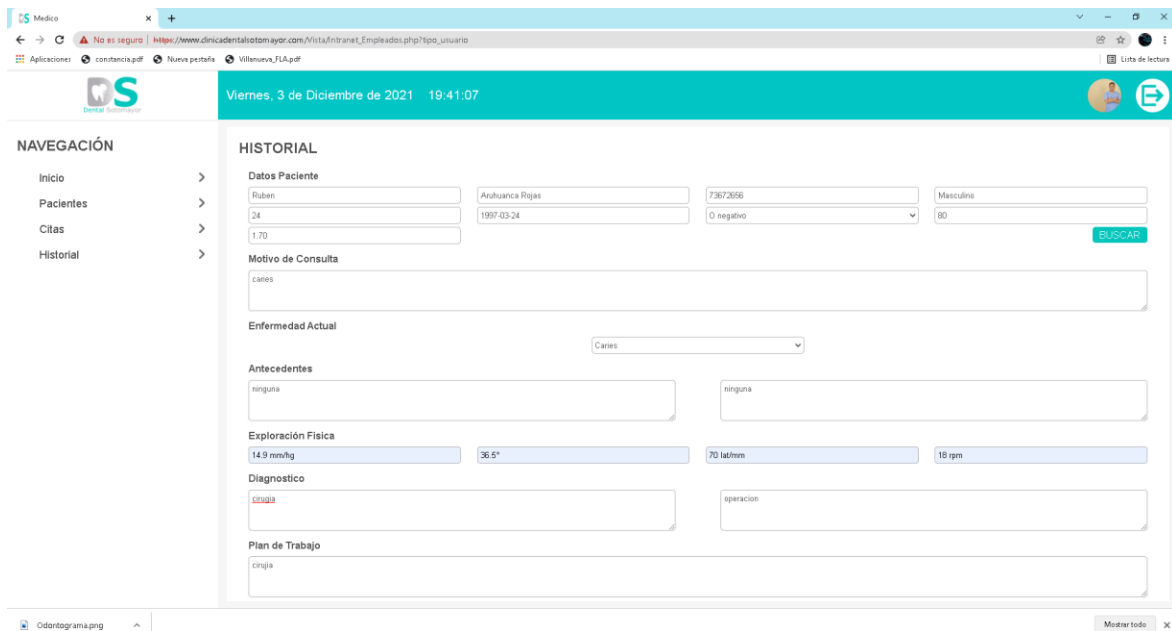 DS Medico
No es seguro https://www.clinicadentalsotomayor.com/Vista/Intranet_Empleados.php?tipo_usuario
Aplicaciones constancia.pdf Nueva pestaña Villanueva_FLA.pdf Lista de lectura
DS
Dental Sotomayor
Viernes, 3 de Diciembre de 2021 19:41:07
NAVEGACIÓN
Inicio
Pacientes
Citas
Historial
HISTORIAL
Datos Paciente
Ruben Aruhuanca Rojas 73672656 Masculino
24 1997-03-24 O negativo 80
1.70 BUSCAR
Motivo de Consulta
caries
Enfermedad Actual
Caries
Antecedentes
ninguna ninguna
Exploración Física
14.9 mm/hg 36.5° 70 lat/mm 18 rpm
Diagnostico
cirugia operacion
Plan de Trabajo
cirujia
Odontograma.png Mostrar todo